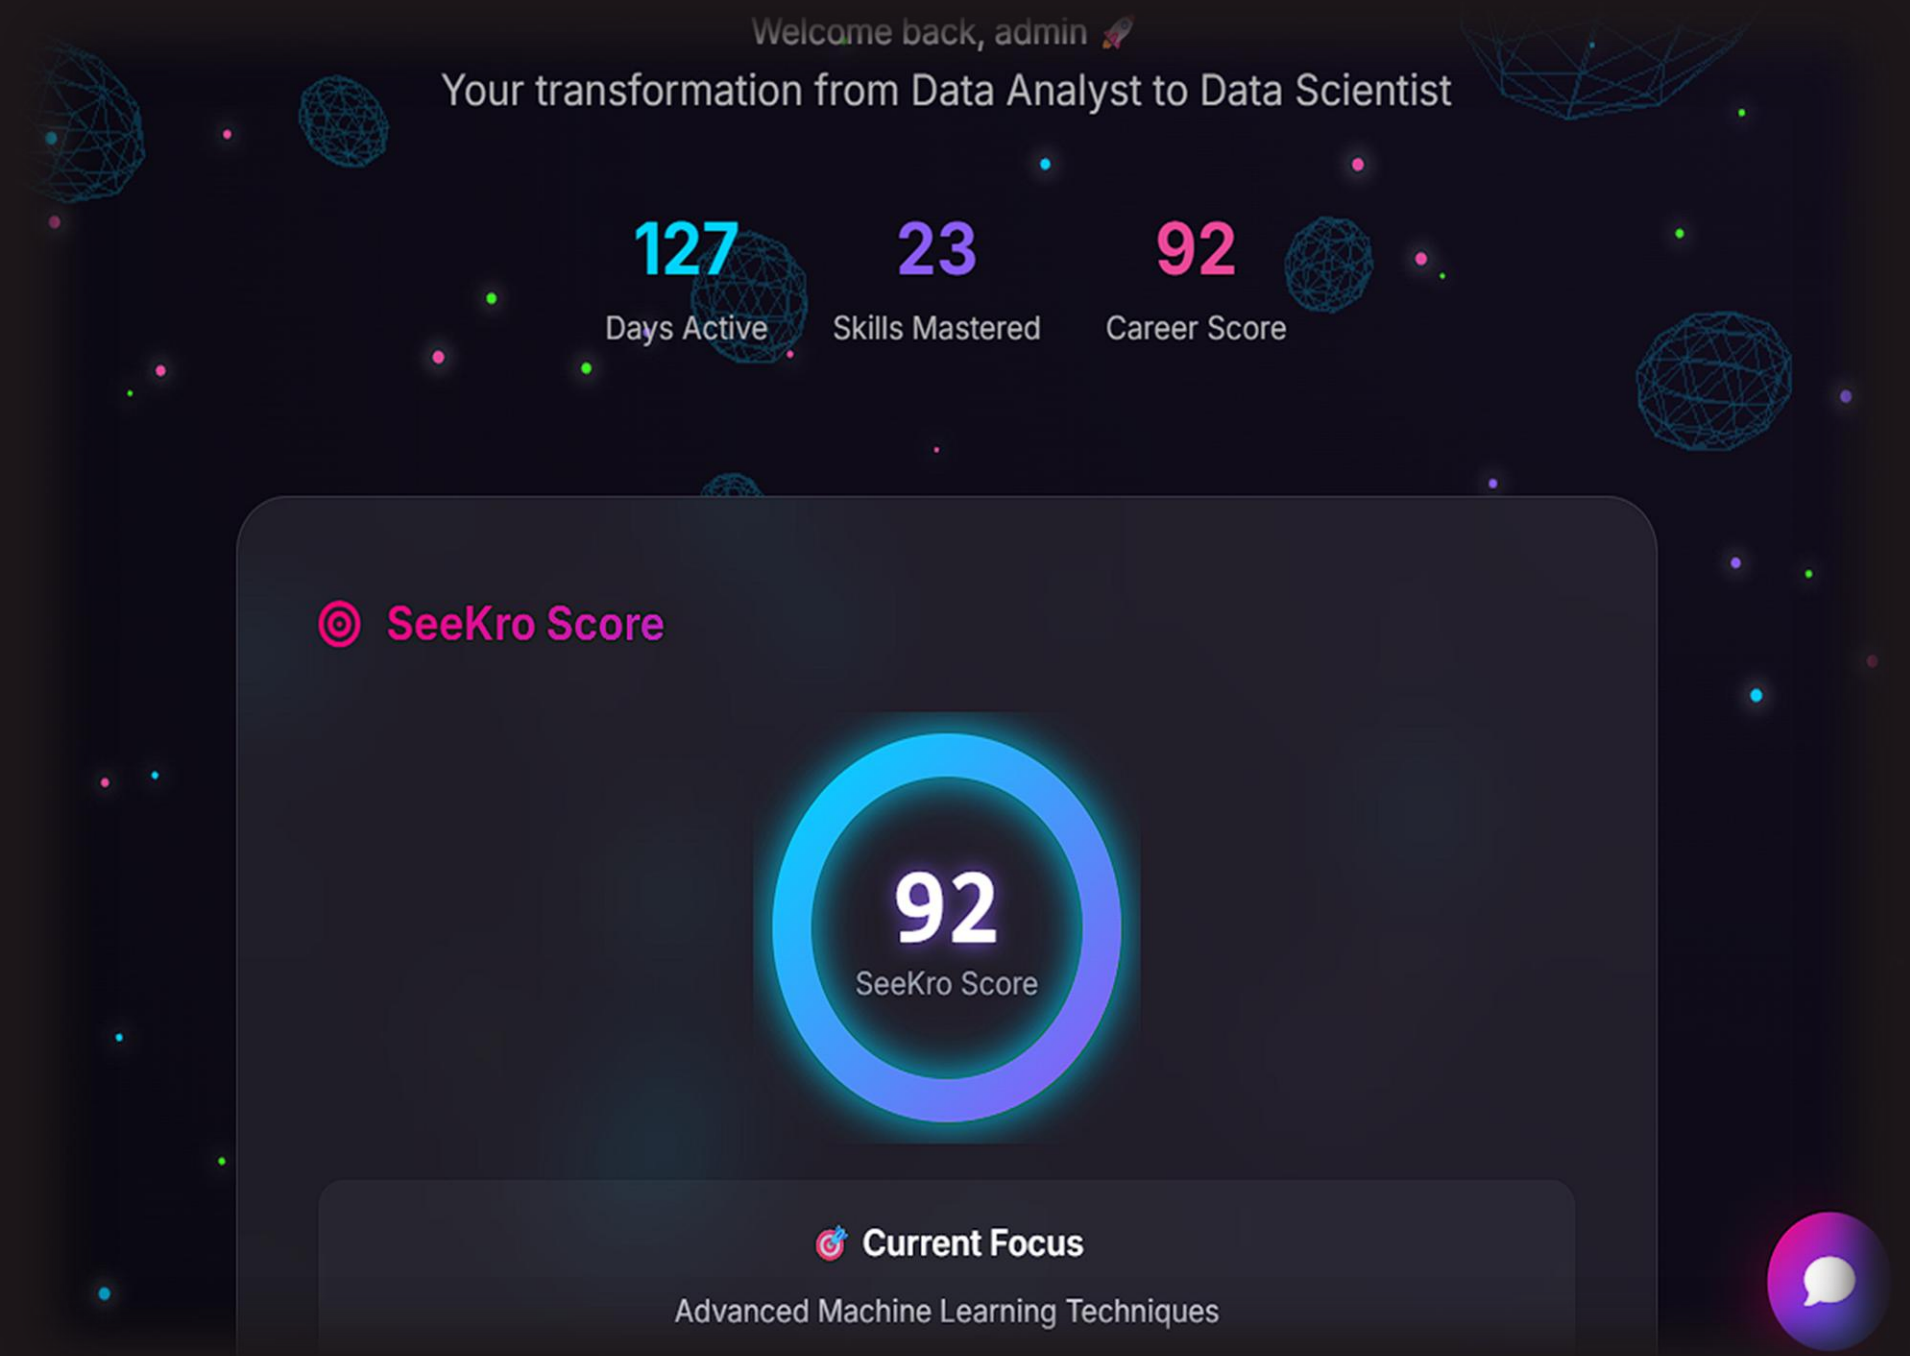 Welcome back, admin 🚀
Your transformation from Data Analyst to Data Scientist
127 23 92
Days Active Skills Mastered Career Score
SeeKro Score
92
SeeKro Score
🎯 Current Focus
Advanced Machine Learning Techniques